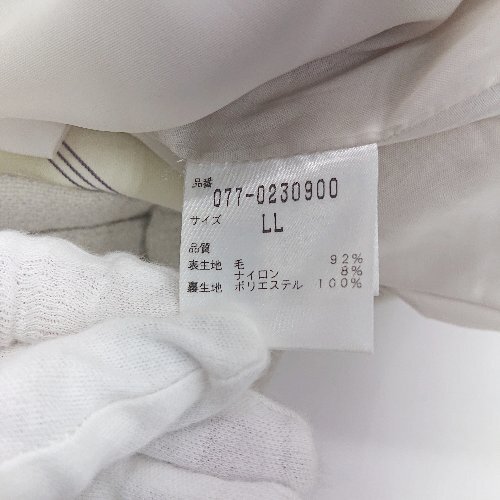 品番
077-0230900
サイズ LL
品質
表生地 毛 92%
ナイロン 8%
裏生地 ポリエステル 100%